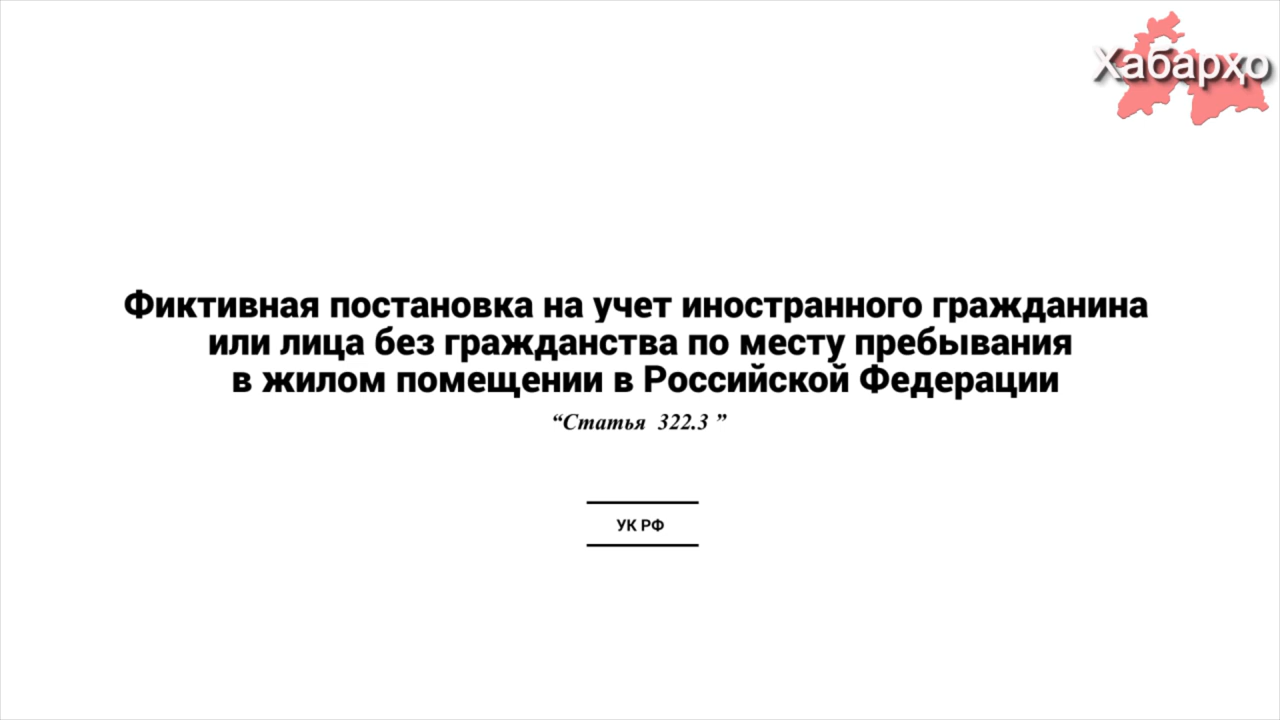 Хабарҳо
Фиктивная постановка на учет иностранного гражданина
или лица без гражданства по месту пребывания
в жилом помещении в Российской Федерации
“Статья 322.3 ”
УК РФ